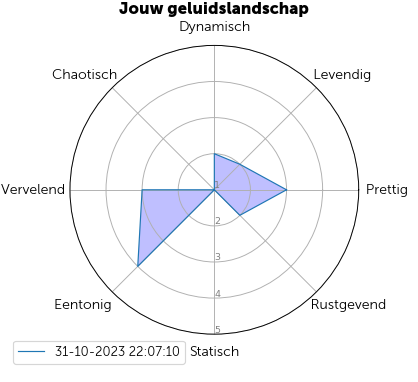 Jouw geluidslandschap
Dynamisch
Chaotisch
Levendig
Vervelend
1
Prettig
2
3
Eentonig
4
Rustgevend
5
31-10-2023 22:07:10
Statisch